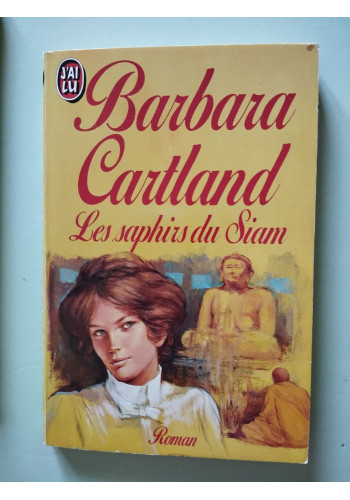 J'AI
LU
Barbara
Cartland
Les saphirs du Siam
Roman